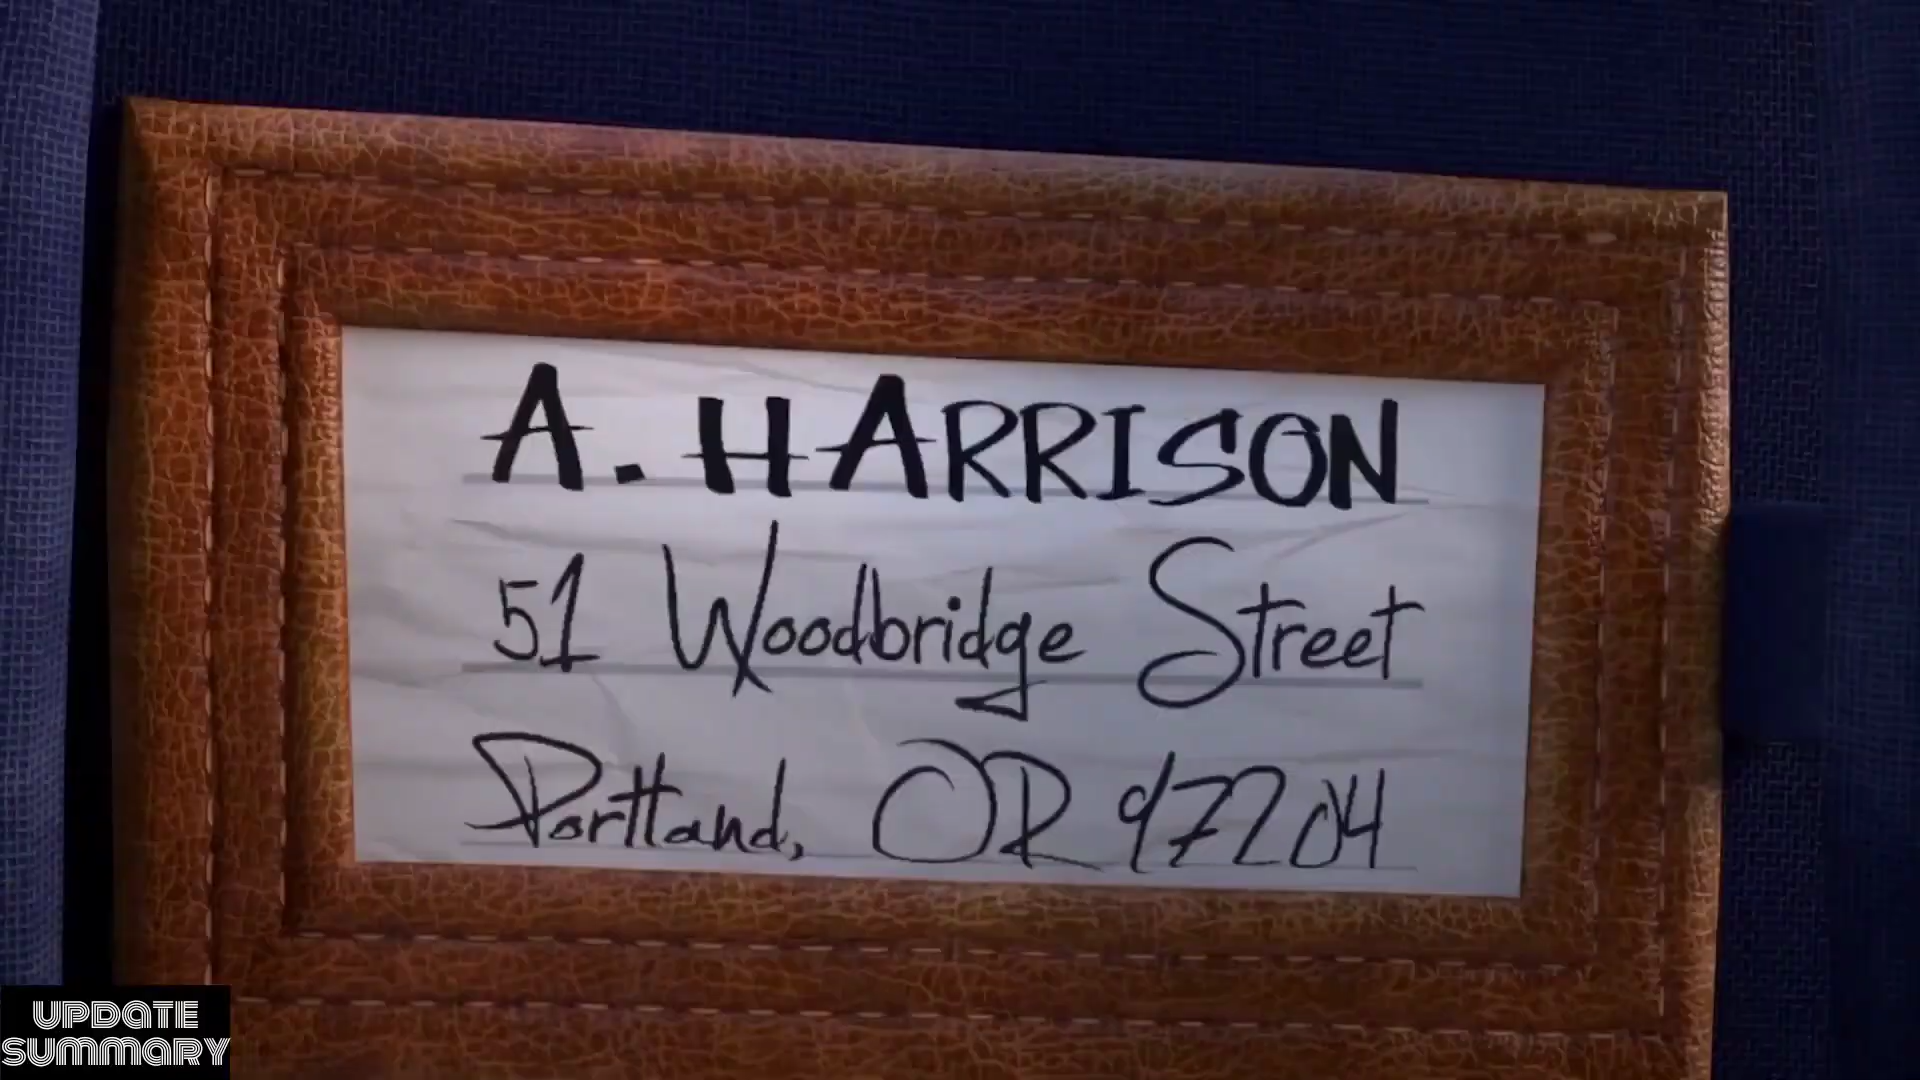 A. HARRISON
51 Woodbridge Street
Portland, OR 97204
UPDATE
SUMMARY